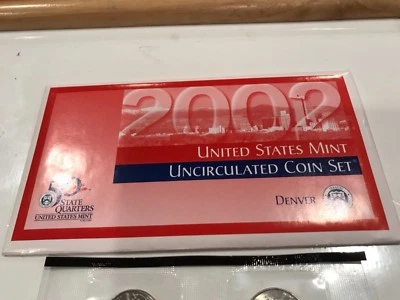 2002
UNITED STATES MINT
UNCIRCULATED COIN SET
DENVER
50
STATE
QUARTERS
UNITED STATES MINT